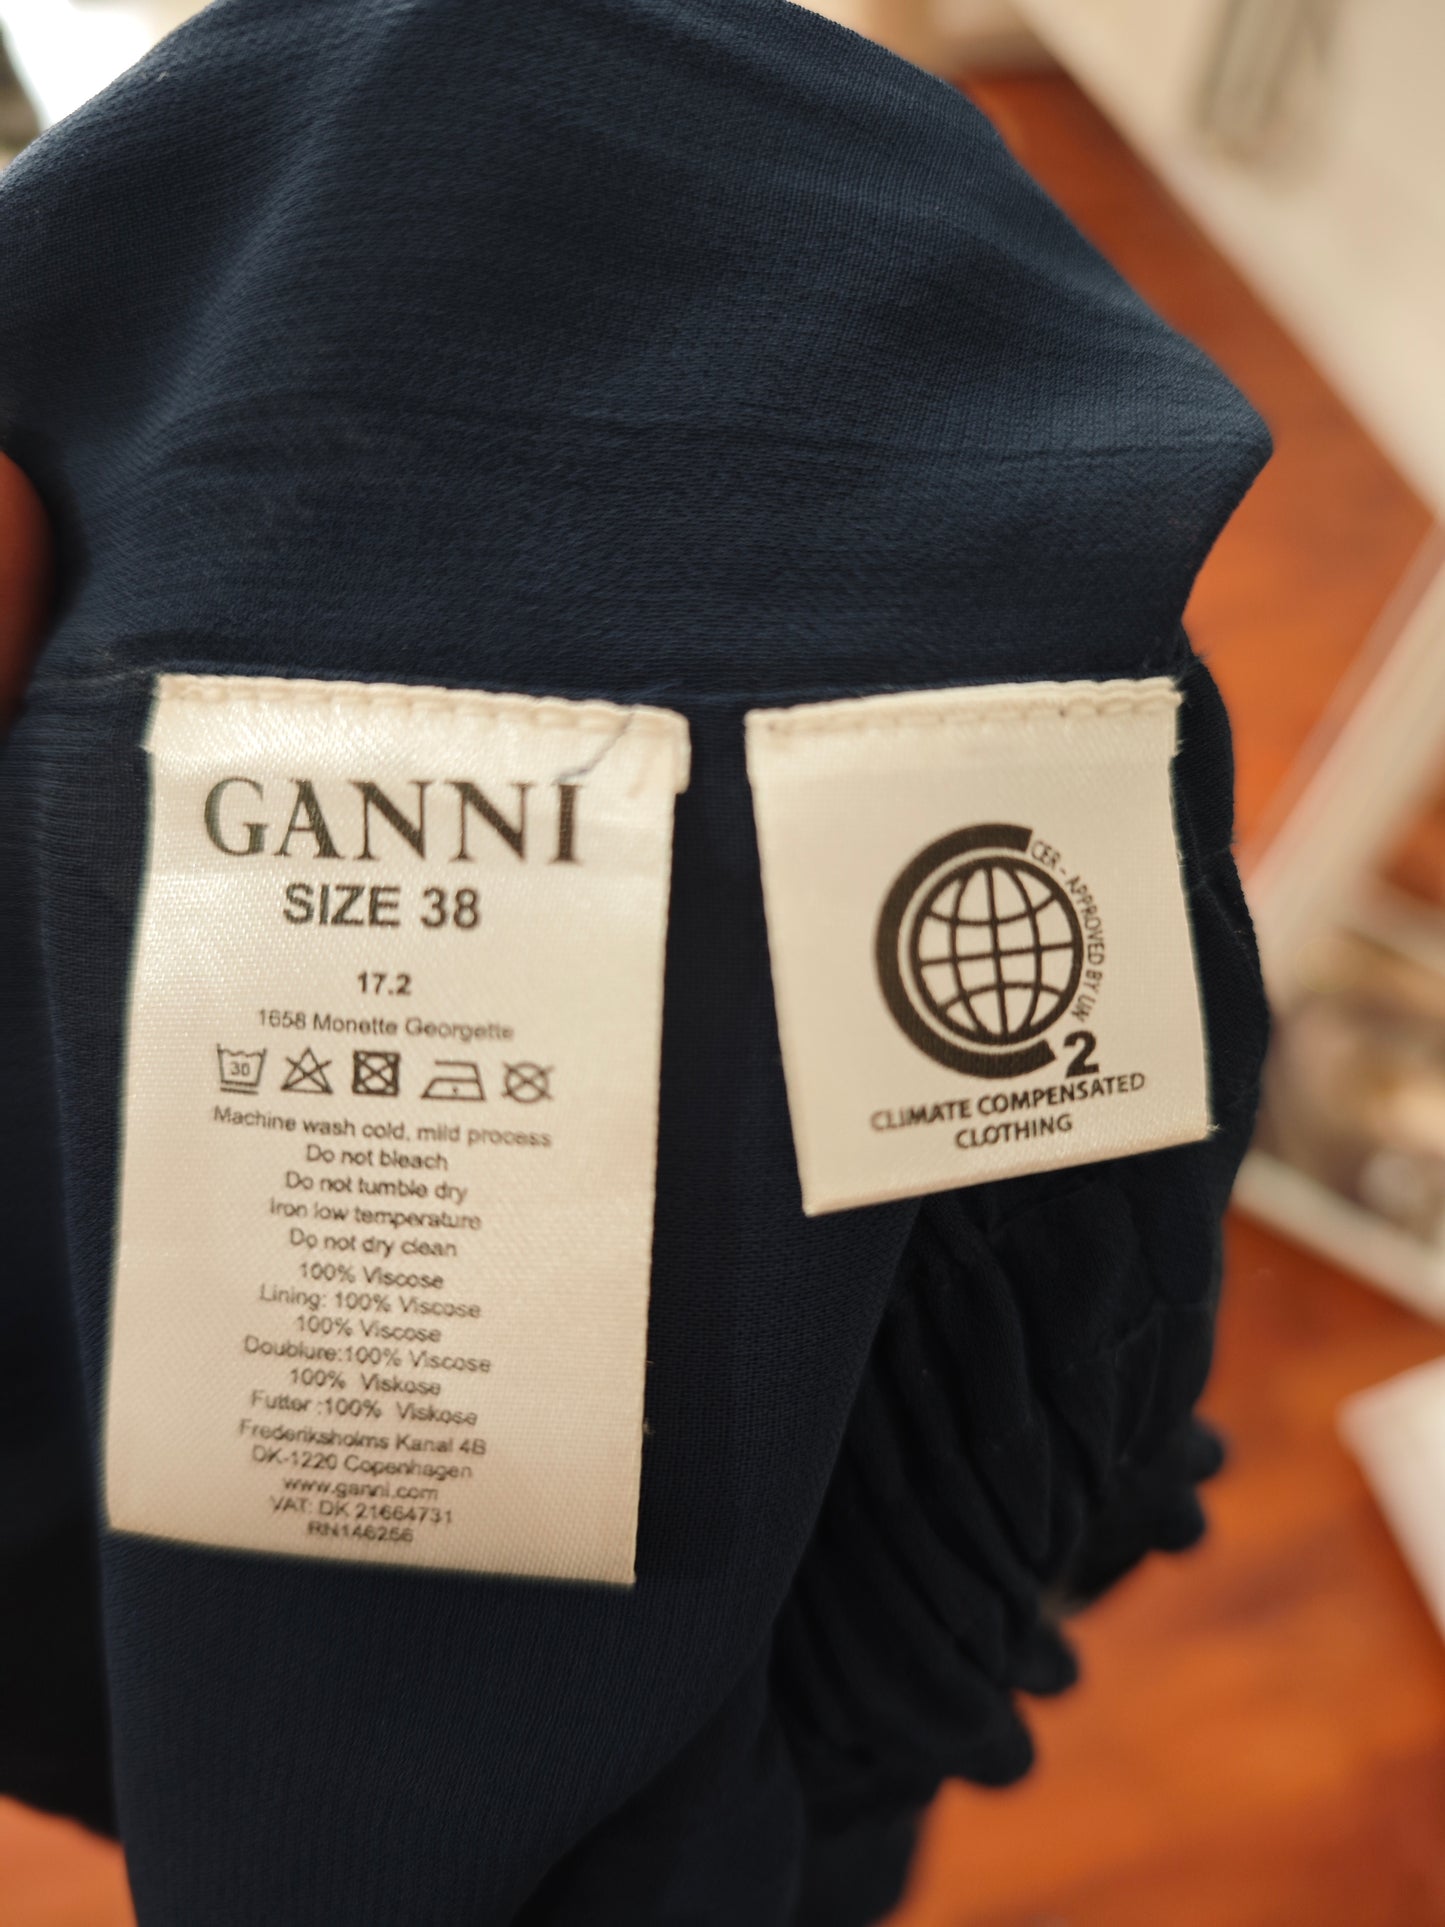 GANNI
SIZE 38
17.2
1658 Monette Georgette
30
Machine wash cold, mild process
Do not bleach
Do not tumble dry
Iron low temperature
Do not dry clean
100% Viscose
Lining: 100% Viscose
100% Viscose
Doublure:100% Viscose
100% Viskose
Futter :100% Viskose
Frederiksholms Kanal 4B
DK-1220 Copenhagen
www.ganni.com
VAT: DK 21664731
RN146256
CER - APPROVED BY UN
2
CLIMATE COMPENSATED
CLOTHING